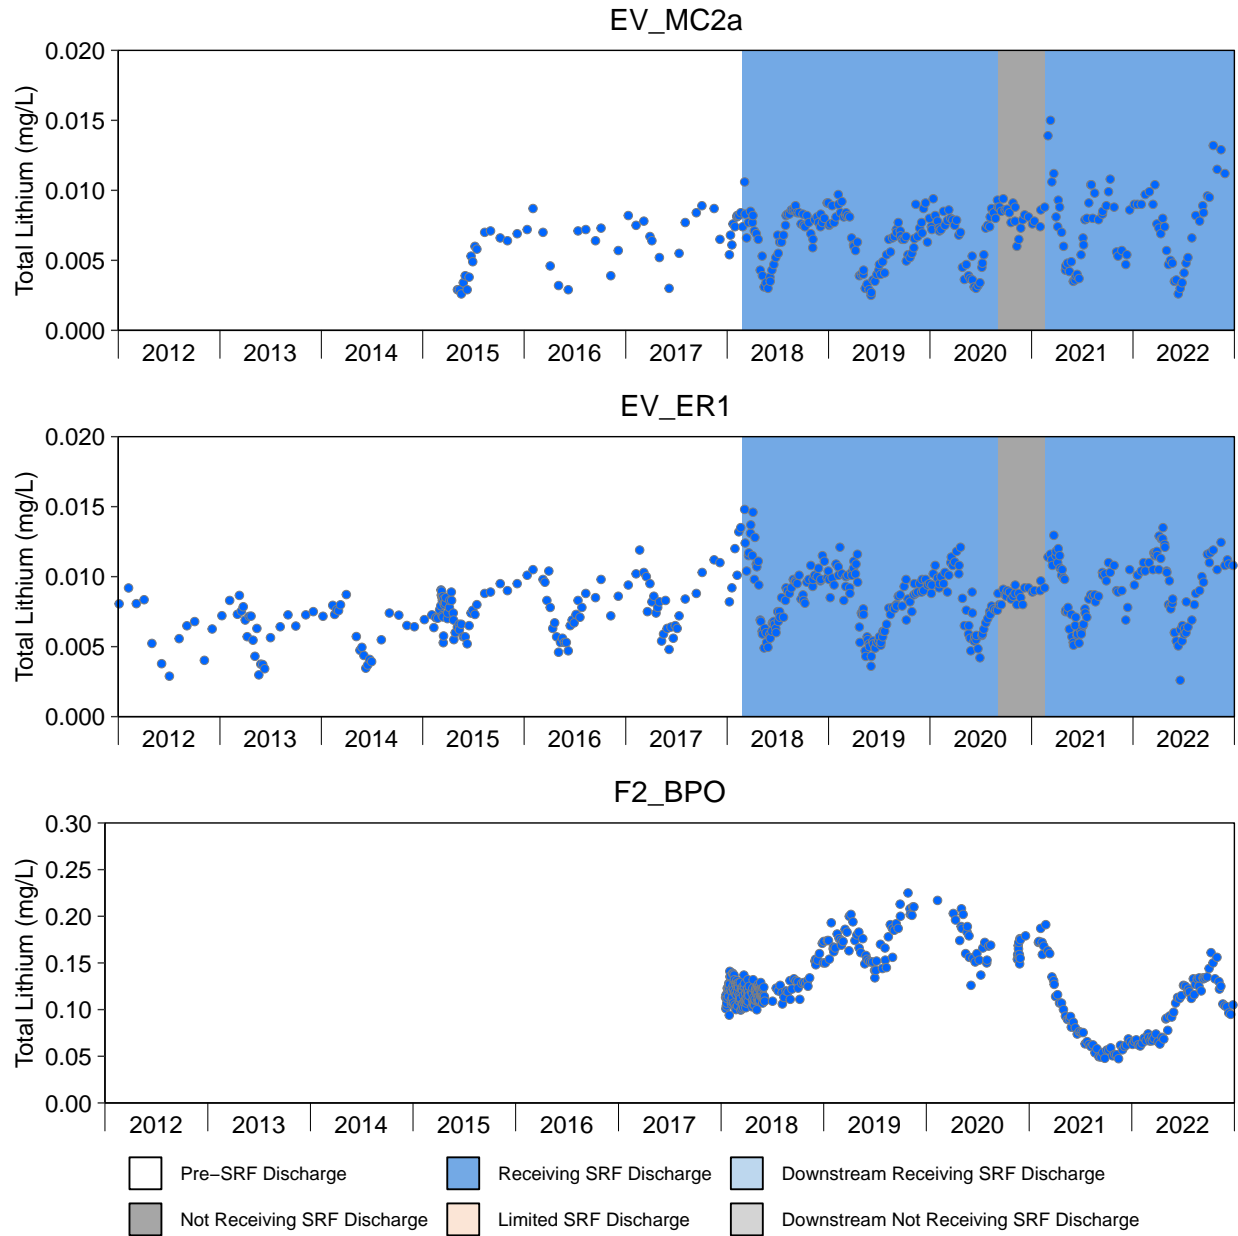 EV_MC2a
Total Lithium (mg/L)
0.020
0.015
0.010
0.005
0.000
2012 2013 2014 2015 2016 2017 2018 2019 2020 2021 2022
EV_ER1
Total Lithium (mg/L)
0.020
0.015
0.010
0.005
0.000
2012 2013 2014 2015 2016 2017 2018 2019 2020 2021 2022
F2_BPO
Total Lithium (mg/L)
0.30
0.25
0.20
0.15
0.10
0.05
0.00
2012 2013 2014 2015 2016 2017 2018 2019 2020 2021 2022
Pre−SRF Discharge Receiving SRF Discharge Downstream Receiving SRF Discharge
Not Receiving SRF Discharge Limited SRF Discharge Downstream Not Receiving SRF Discharge